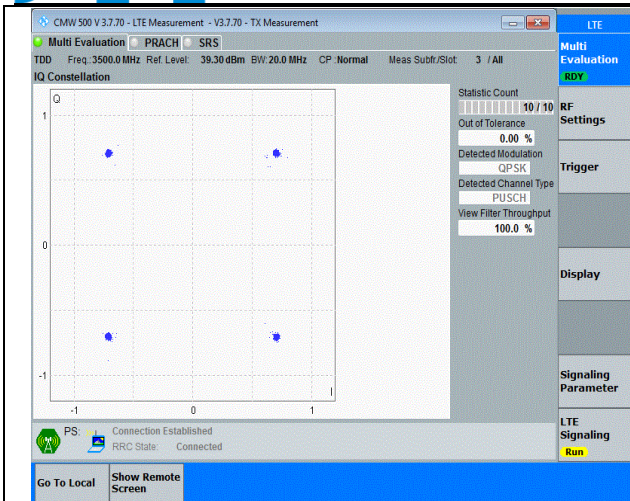 CMW 500 V 3.7.70 - LTE Measurement - V3.7.70 - TX Measurement
LTE
Multi Evaluation PRACH SRS
TDD Freq.:3500.0 MHz Ref. Level: 39.30 dBm BW:20.0 MHz CP :Normal Meas Subfr./Slot: 3 / All
IQ Constellation
Q
1
0
-1
I
-1 0 1
Statistic Count
10 / 10
Out of Tolerance
0.00 %
Detected Modulation
QPSK
Detected Channel Type
PUSCH
View Filter Throughput
100.0 %
Multi
Evaluation
RDY
RF
Settings
Trigger
Display
Signaling
Parameter
LTE
Signaling
Run
PS: Connection Established
RRC State: Connected
Go To Local
Show Remote
Screen